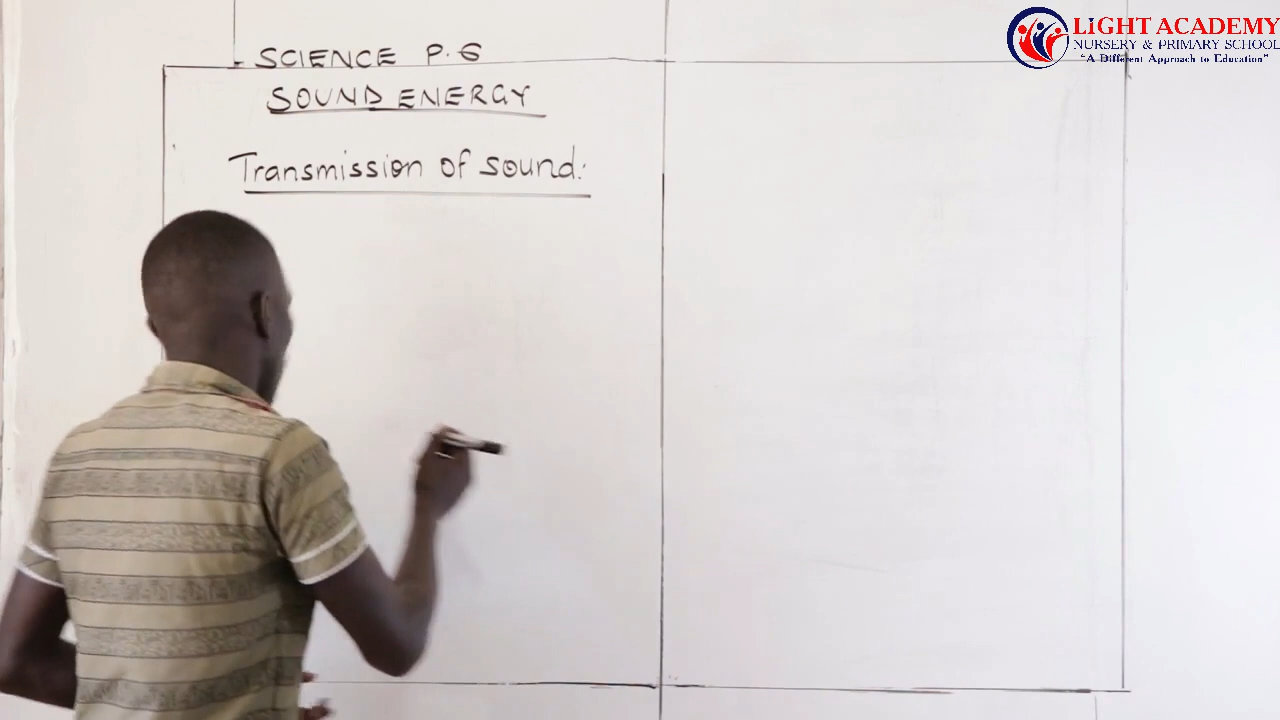 SCIENCE P.6
SOUND ENERGY
Transmission of sound:
LIGHT ACADEMY
NURSERY & PRIMARY SCHOOL
"A Different Approach to Education"